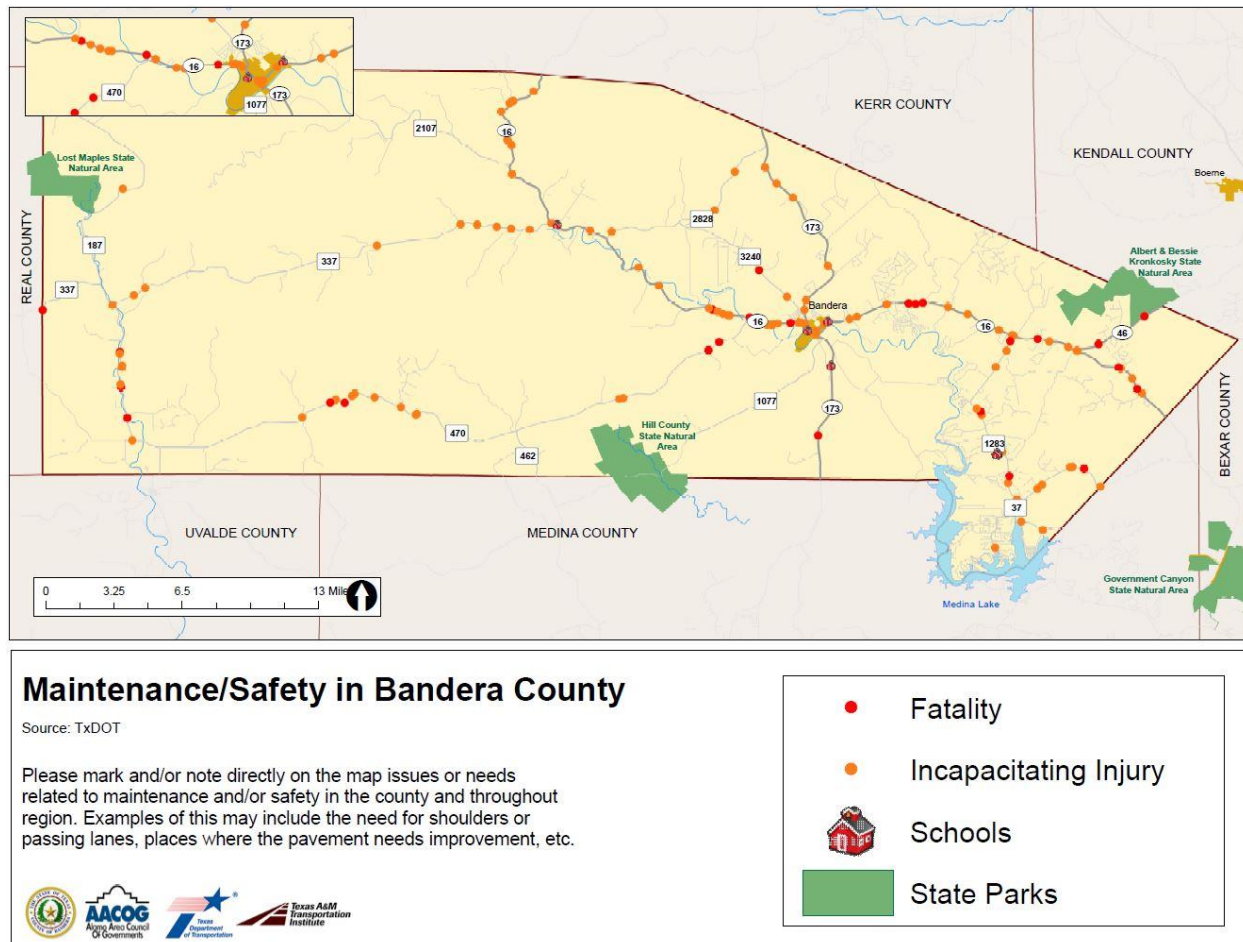 173
16
470
1077
173
KERR COUNTY
2107
16
KENDALL COUNTY
Lost Maples State
Natural Area
Boerne
REAL COUNTY
2828
173
187
3240
Albert & Bessie
Kronkosky State
Natural Area
337
337
Bandera
16
16
46
1077
173
BEXAR COUNTY
470
Hill County
State Natural
Area
1283
462
37
UVALDE COUNTY
MEDINA COUNTY
Government Canyon
State Natural Area
0 3.25 6.5 13 Mile
Medina Lake
Maintenance/Safety in Bandera County
Source: TxDOT
Please mark and/or note directly on the map issues or needs
related to maintenance and/or safety in the county and throughout
region. Examples of this may include the need for shoulders or
passing lanes, places where the pavement needs improvement, etc.
Fatality
Incapacitating Injury
Schools
State Parks
AACOG
Alamo Area Council
Of Governments
Texas
Department
of Transportation
®
Texas A&M
Transportation
Institute